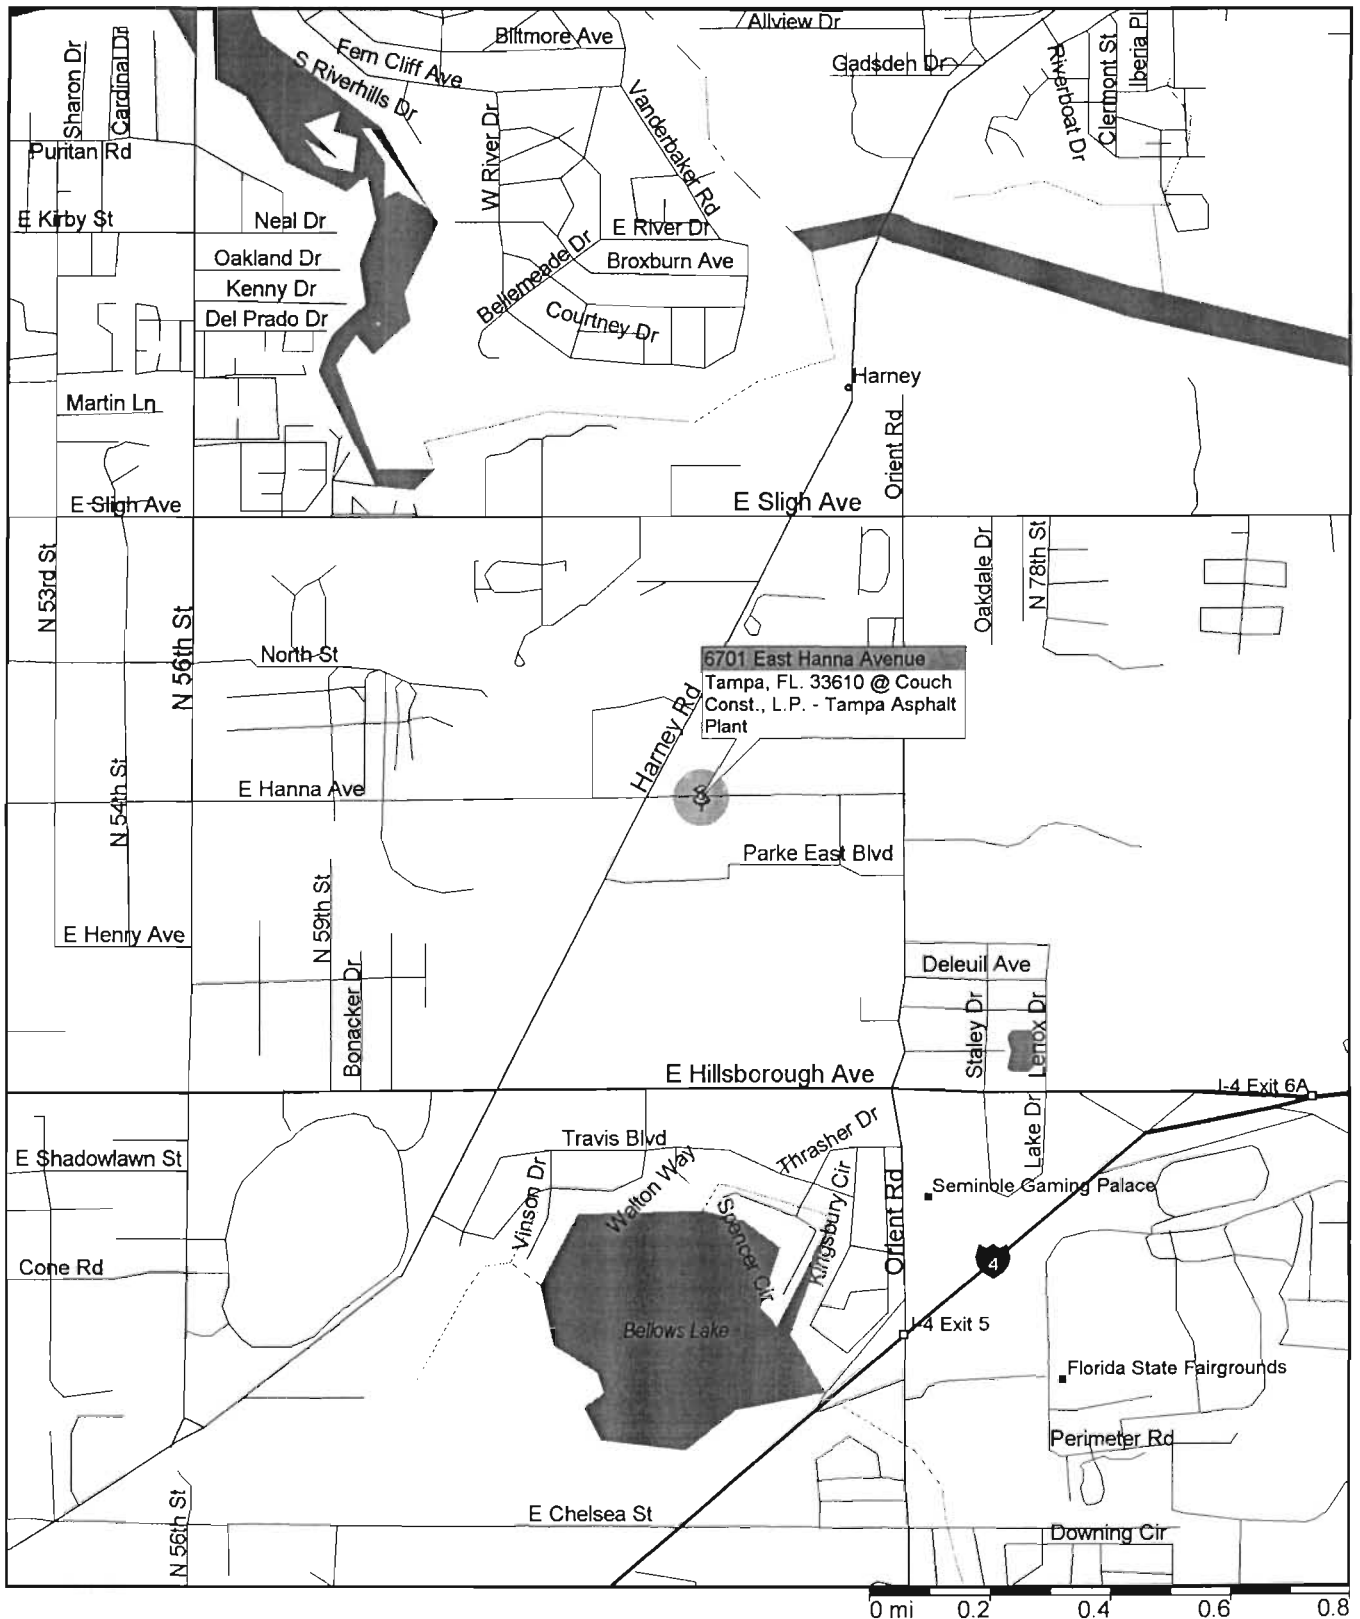 Allview Dr
Biltmore Ave
Fern Cliff Ave
S Riverhills Dr
Gadsdeh Dr
Sharon Dr
Cardinal Dr
Riverboat Dr
Clermont St
Iberia Pl
Vanderbaker Rd
W River Dr
Puritan Rd
E Kirby St
Neal Dr
E River Dr
Oakland Dr
Bellemeade Dr
Broxburn Ave
Kenny Dr
Del Prado Dr
Courtney Dr
Harney
Martin Ln
Orient Rd
E Sligh Ave
E Sligh Ave
N 53rd St
Oakdale Dr
N 78th St
N 56th St
North St
6701 East Hanna Avenue
Tampa, FL. 33610 @ Couch
Const., L.P. - Tampa Asphalt
Plant
Harney Rd
E Hanna Ave
N 54th St
Parke East Blvd
N 59th St
E Henry Ave
Deleuil Ave
Bonacker Dr
Staley Dr
Lenox Dr
E Hillsborough Ave
I-4 Exit 6A
Travis Blvd
Thrasher Dr
Lake Dr
E Shadowlawn St
Vinson Dr
Walton Way
Spencer Cir
Kingsbury Cir
Orient Rd
Seminole Gaming Palace
Cone Rd
4
I-4 Exit 5
Bellows Lake
Florida State Fairgrounds
Perimeter Rd
N 56th St
E Chelsea St
Downing Cir
0 mi 0.2 0.4 0.6 0.8